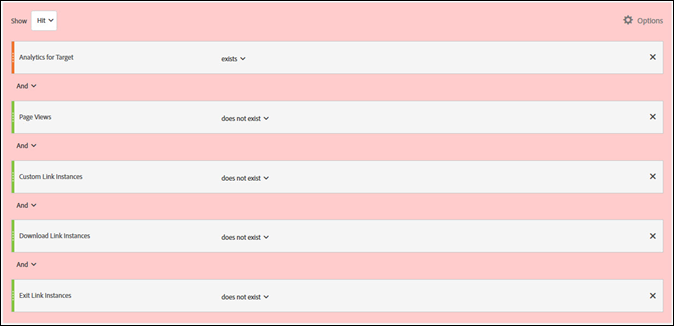 Show Hit Options
Analytics for Target exists
And
Page Views does not exist
And
Custom Link Instances does not exist
And
Download Link Instances does not exist
And
Exit Link Instances does not exist